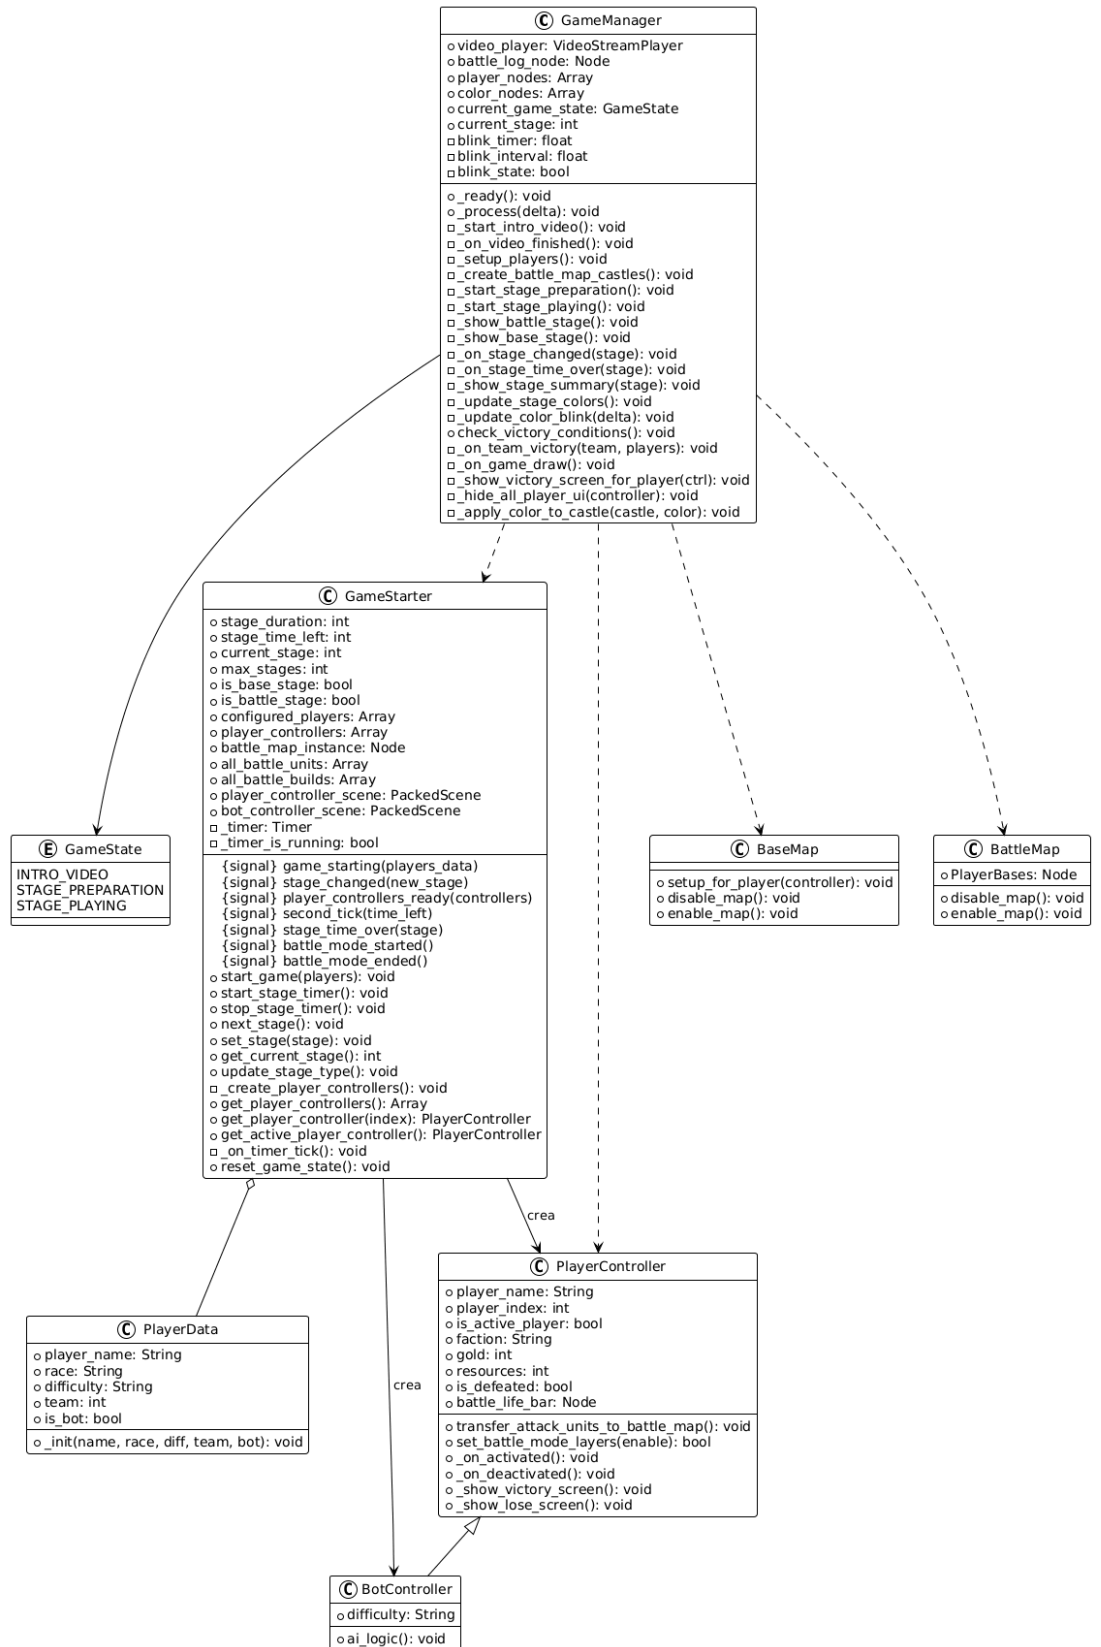 C GameManager
video_player: VideoStreamPlayer
battle_log_node: Node
player_nodes: Array
color_nodes: Array
current_game_state: GameState
current_stage: int
blink_timer: float
blink_interval: float
blink_state: bool
_ready(): void
_process(delta): void
_start_intro_video(): void
_on_video_finished(): void
_setup_players(): void
_create_battle_map_castles(): void
_start_stage_preparation(): void
_start_stage_playing(): void
_show_battle_stage(): void
_show_base_stage(): void
_on_stage_changed(stage): void
_on_stage_time_over(stage): void
_show_stage_summary(stage): void
_update_stage_colors(): void
_update_color_blink(delta): void
check_victory_conditions(): void
_on_team_victory(team, players): void
_on_game_draw(): void
_show_victory_screen_for_player(ctrl): void
_hide_all_player_ui(controller): void
_apply_color_to_castle(castle, color): void
C GameStarter
stage_duration: int
stage_time_left: int
current_stage: int
max_stages: int
is_base_stage: bool
is_battle_stage: bool
configured_players: Array
player_controllers: Array
battle_map_instance: Node
all_battle_units: Array
all_battle_builds: Array
player_controller_scene: PackedScene
bot_controller_scene: PackedScene
_timer: Timer
_timer_is_running: bool
{signal} game_starting(players_data)
{signal} stage_changed(new_stage)
{signal} player_controllers_ready(controllers)
{signal} second_tick(time_left)
{signal} stage_time_over(stage)
{signal} battle_mode_started()
{signal} battle_mode_ended()
start_game(players): void
start_stage_timer(): void
stop_stage_timer(): void
next_stage(): void
set_stage(stage): void
get_current_stage(): int
update_stage_type(): void
_create_player_controllers(): void
get_player_controllers(): Array
get_player_controller(index): PlayerController
get_active_player_controller(): PlayerController
_on_timer_tick(): void
reset_game_state(): void
E GameState
INTRO_VIDEO
STAGE_PREPARATION
STAGE_PLAYING
C BaseMap
setup_for_player(controller): void
disable_map(): void
enable_map(): void
C BattleMap
PlayerBases: Node
disable_map(): void
enable_map(): void
crea
crea
C PlayerData
player_name: String
race: String
difficulty: String
team: int
is_bot: bool
_init(name, race, diff, team, bot): void
C PlayerController
player_name: String
player_index: int
is_active_player: bool
faction: String
gold: int
resources: int
is_defeated: bool
battle_life_bar: Node
transfer_attack_units_to_battle_map(): void
set_battle_mode_layers(enable): bool
_on_activated(): void
_on_deactivated(): void
_show_victory_screen(): void
_show_lose_screen(): void
C BotController
difficulty: String
ai_logic(): void